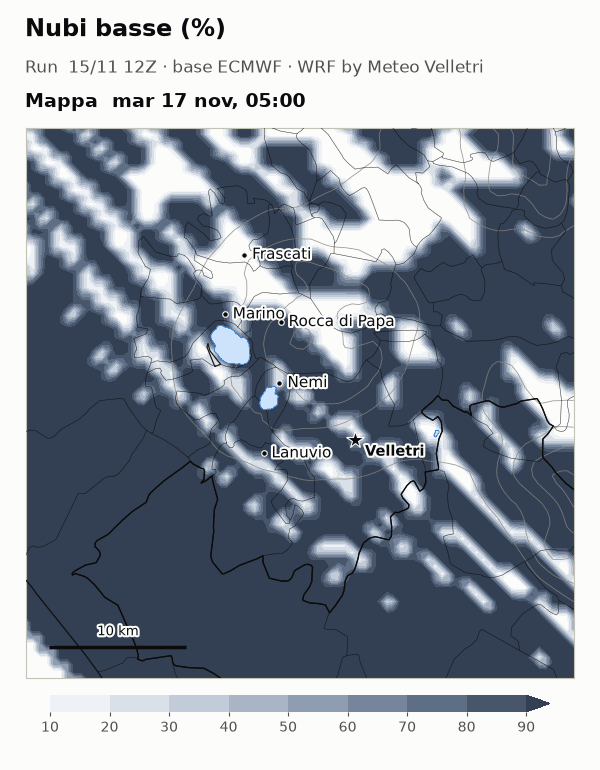 Nubi basse (%)
Run  15/11 12Z · base ECMWF · WRF by Meteo Velletri
Mappa  mar 17 nov, 05:00
Frascati
Marino
Rocca di Papa
Nemi
Velletri
Lanuvio
10 km
10 20 30 40 50 60 70 80 90